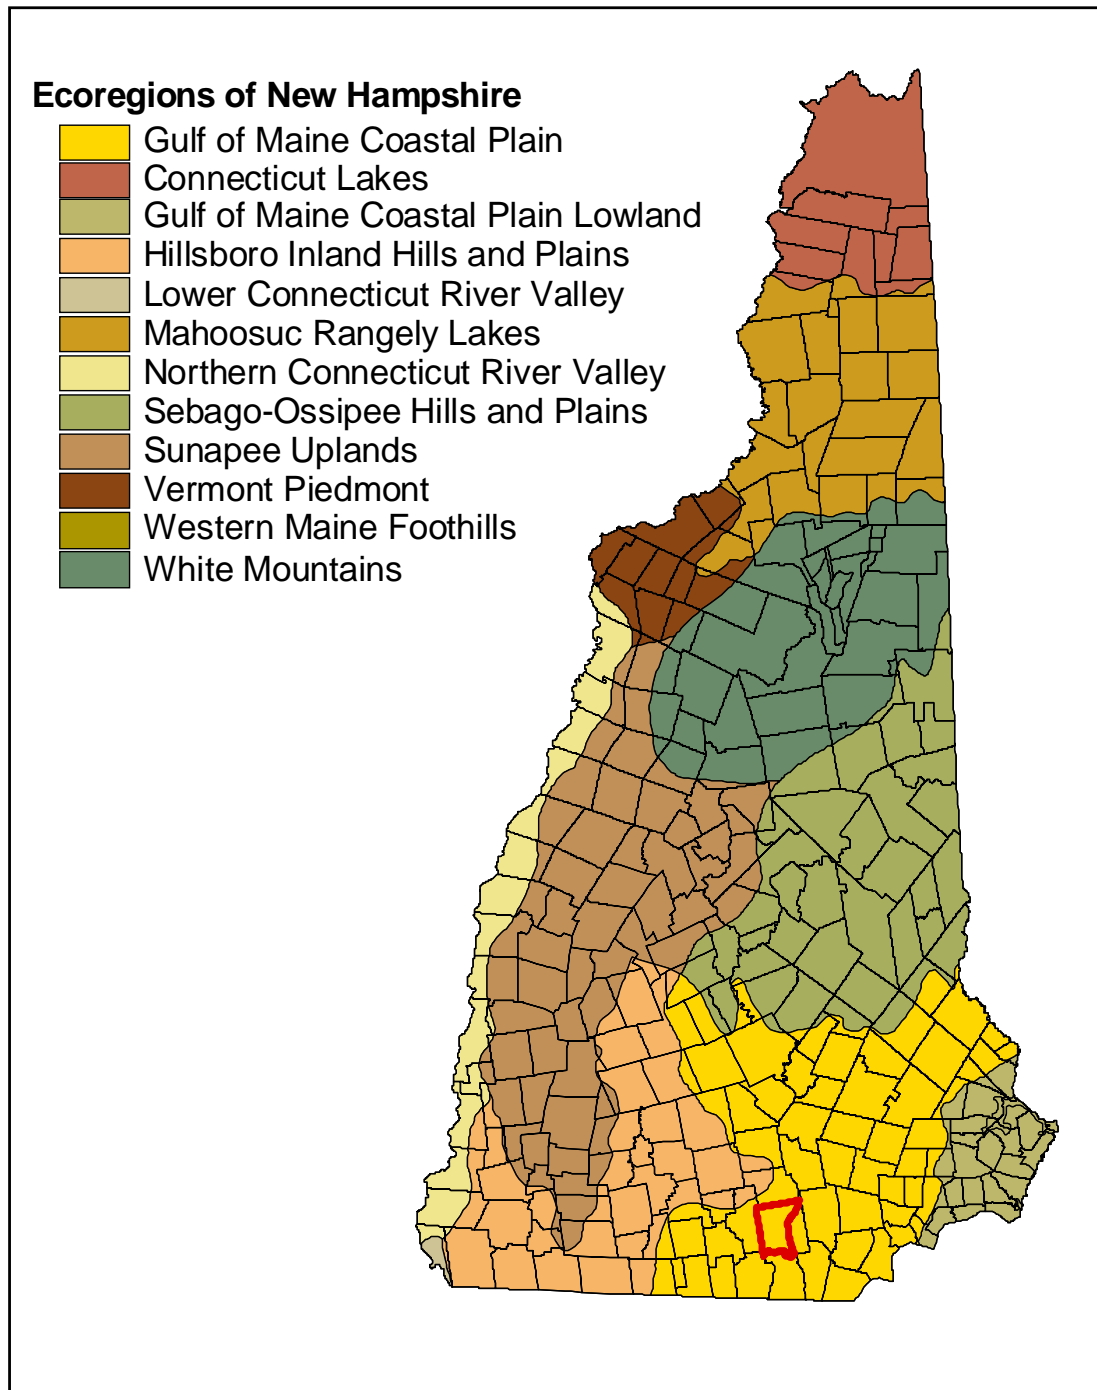 Ecoregions of New Hampshire
Gulf of Maine Coastal Plain
Connecticut Lakes
Gulf of Maine Coastal Plain Lowland
Hillsboro Inland Hills and Plains
Lower Connecticut River Valley
Mahoosuc Rangely Lakes
Northern Connecticut River Valley
Sebago-Ossipee Hills and Plains
Sunapee Uplands
Vermont Piedmont
Western Maine Foothills
White Mountains